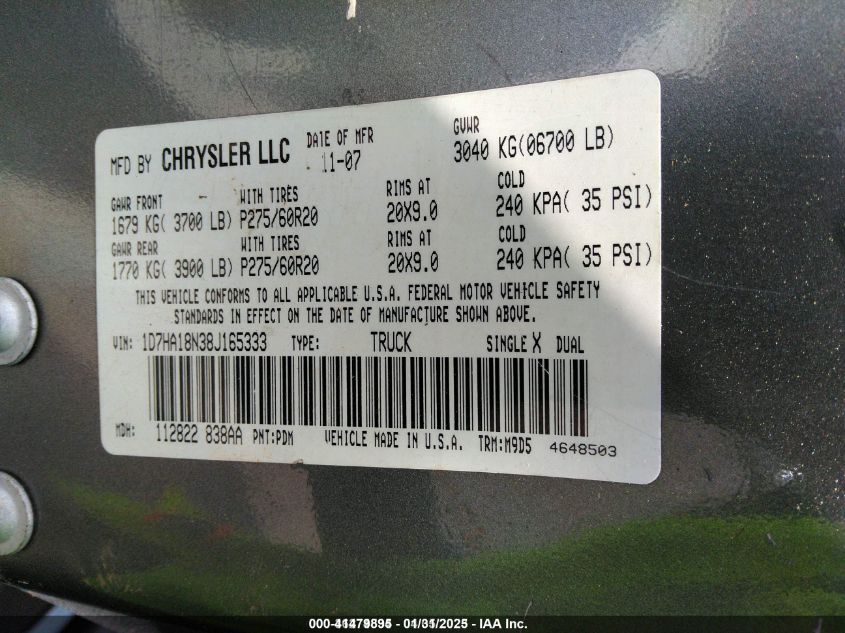 MFD BY CHRYSLER LLC DATE OF MFR 11-07 GVWR 3040 KG(06700 LB)
GAWR FRONT WITH TIRES RIMS AT COLD
1679 KG( 3700 LB) P275/60R20 20X9.0 240 KPA( 35 PSI)
GAWR REAR WITH TIRES RIMS AT COLD
1770 KG( 3900 LB) P275/60R20 20X9.0 240 KPA( 35 PSI)
THIS VEHICLE CONFORMS TO ALL APPLICABLE U.S.A. FEDERAL MOTOR VEHICLE SAFETY
STANDARDS IN EFFECT ON THE DATE OF MANUFACTURE SHOWN ABOVE.
VIN: 1D7HA18N38J165333 TYPE: TRUCK SINGLE X DUAL
MDH: 112822 838AA PNT:PDM VEHICLE MADE IN U.S.A. TRM:M9D5 4648503
01/31/2025 - IAA Inc.